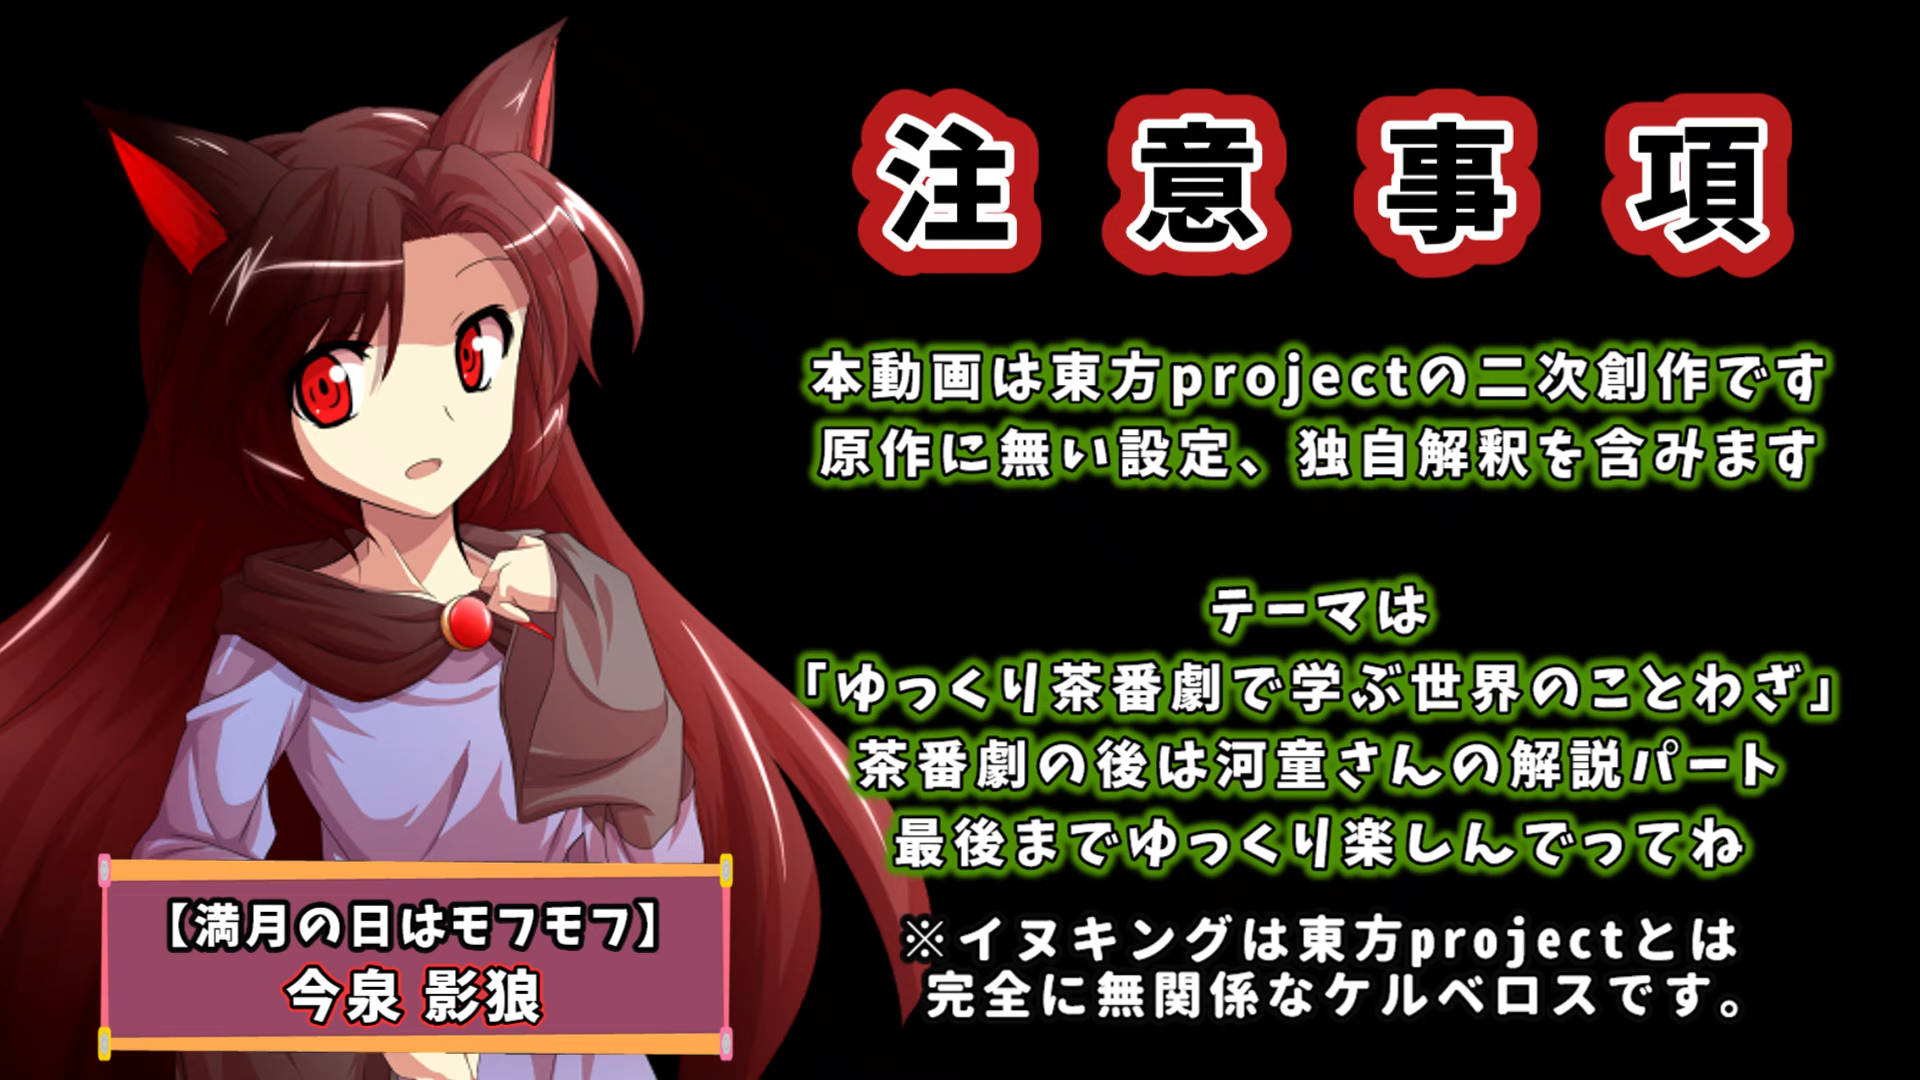 注意事項
本動画は東方projectの二次創作です
原作に無い設定、独自解釈を含みます
テーマは
「ゆっくり茶番劇で学ぶ世界のことわざ」
茶番劇の後は河童さんの解説パート
最後までゆっくり楽しんでってね
※イヌキングは東方projectとは
完全に無関係なケルベロスです。
【満月の日はモフモフ】
今泉 影狼